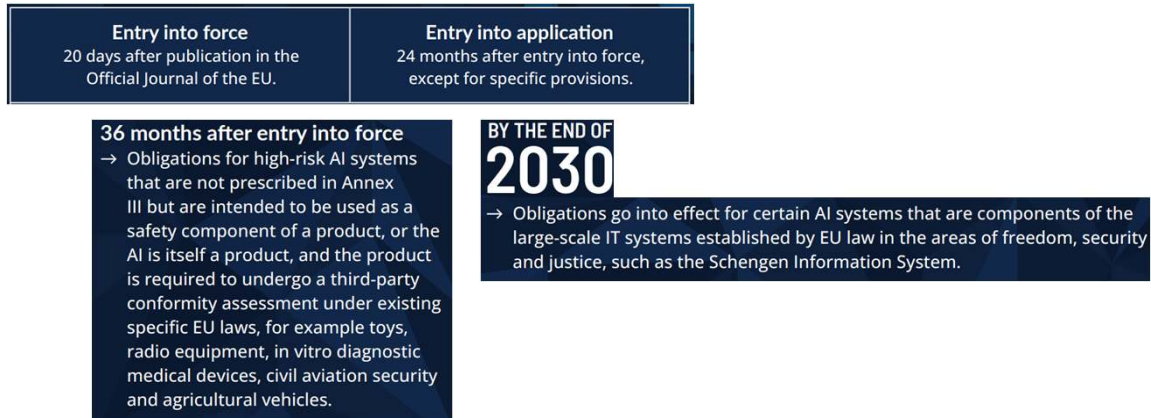 Entry into force
20 days after publication in the
Official Journal of the EU.
Entry into application
24 months after entry into force,
except for specific provisions.
36 months after entry into force
→ Obligations for high-risk AI systems
that are not prescribed in Annex
III but are intended to be used as a
safety component of a product, or the
AI is itself a product, and the product
is required to undergo a third-party
conformity assessment under existing
specific EU laws, for example toys,
radio equipment, in vitro diagnostic
medical devices, civil aviation security
and agricultural vehicles.
BY THE END OF
2030
→ Obligations go into effect for certain AI systems that are components of the
large-scale IT systems established by EU law in the areas of freedom, security
and justice, such as the Schengen Information System.